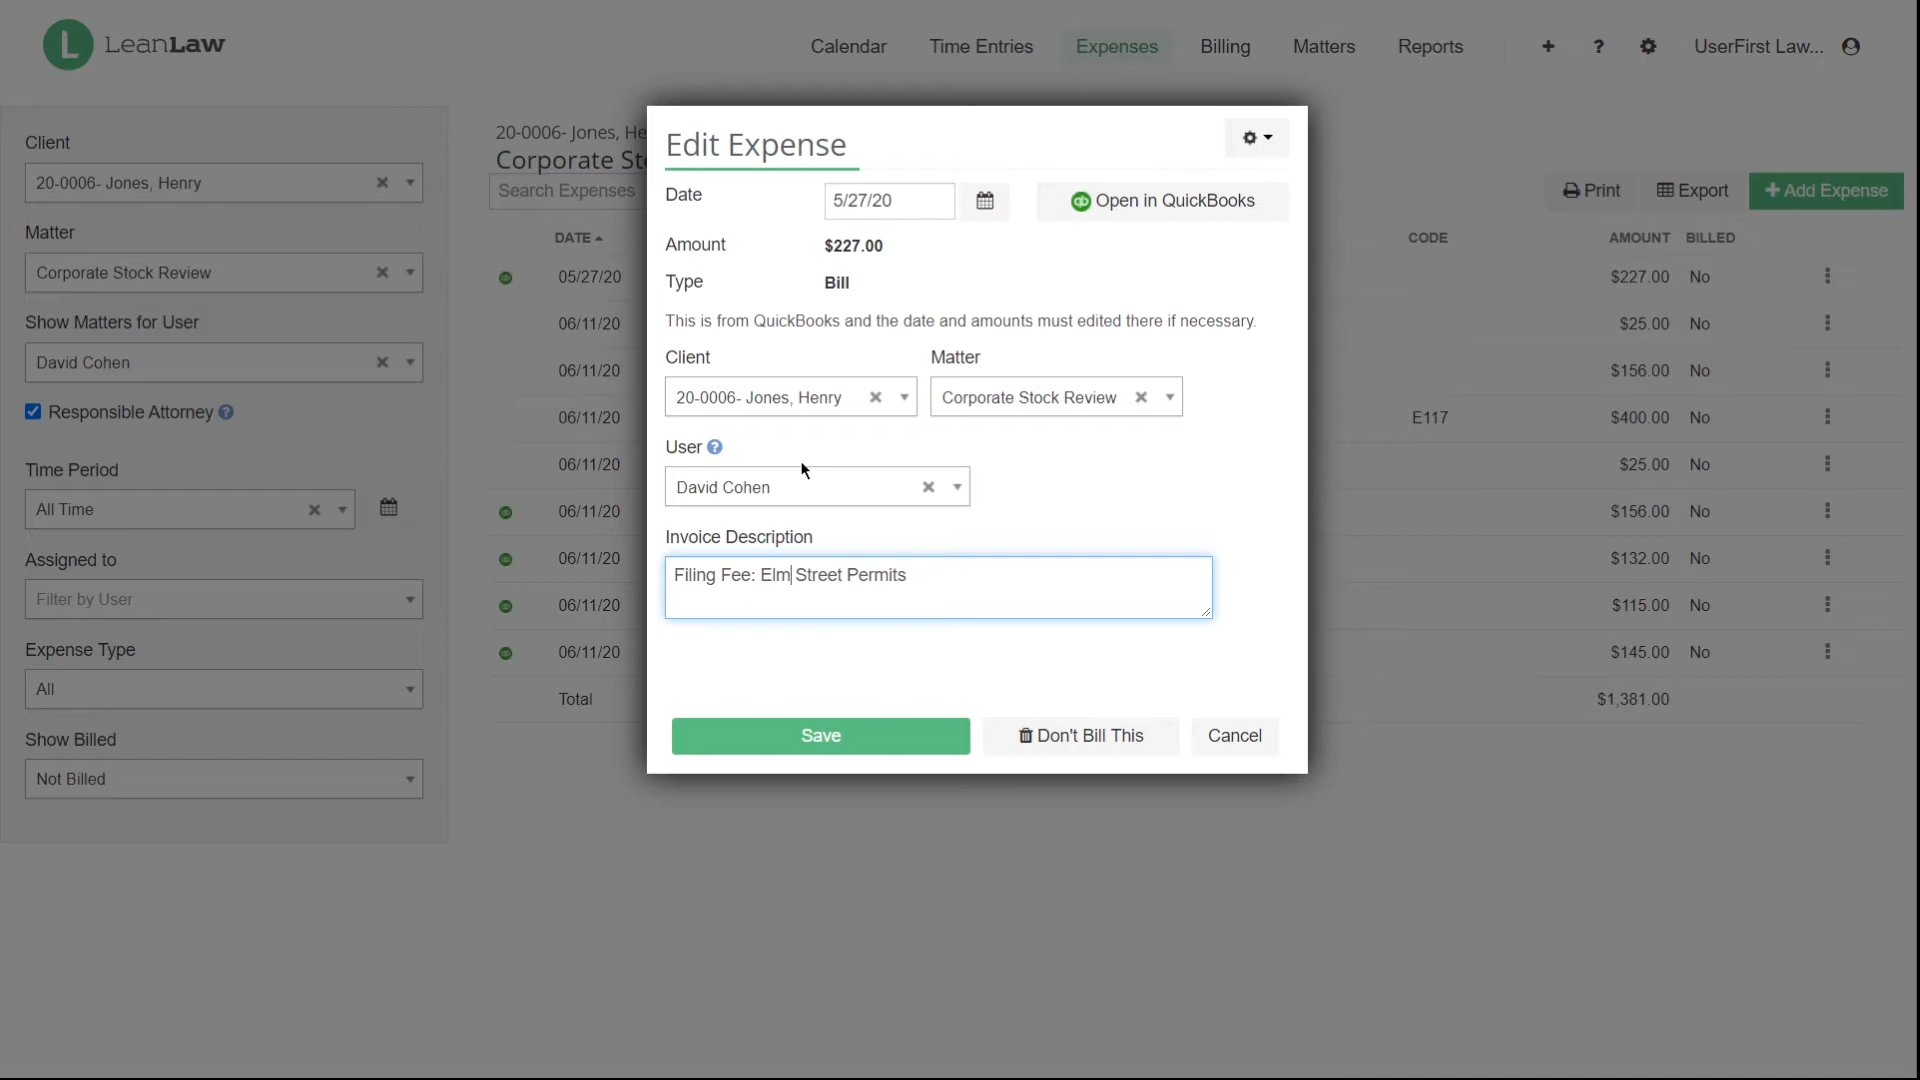 L LeanLaw
Calendar Time Entries Expenses Billing Matters Reports + ? UserFirst Law...
Client
20-0006- Jones, Henry
Matter
Corporate Stock Review
Show Matters for User
David Cohen
Responsible Attorney ?
Time Period
All Time
Assigned to
Filter by User
Expense Type
All
Show Billed
Not Billed
20-0006- Jones, He
Corporate Sto
Search Expenses
Print Export + Add Expense
DATE CODE AMOUNT BILLED
05/27/20 $227.00 No
06/11/20 $25.00 No
06/11/20 $156.00 No
06/11/20 E117 $400.00 No
06/11/20 $25.00 No
06/11/20 $156.00 No
06/11/20 $132.00 No
06/11/20 $115.00 No
06/11/20 $145.00 No
Total $1,381.00
Edit Expense
Date 5/27/20 qb Open in QuickBooks
Amount $227.00
Type Bill
This is from QuickBooks and the date and amounts must edited there if necessary.
Client Matter
20-0006- Jones, Henry Corporate Stock Review
User ?
David Cohen
Invoice Description
Filing Fee: Elm Street Permits
Save Don't Bill This Cancel